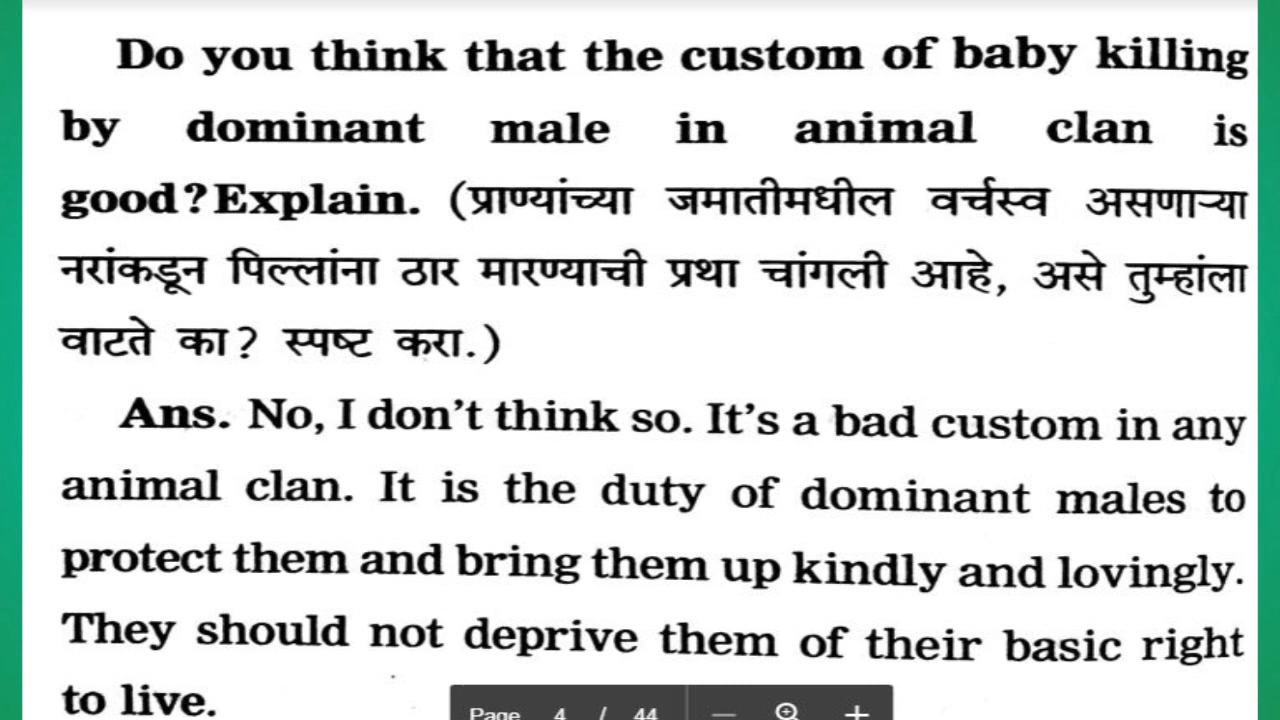 Do you think that the custom of baby killing
by dominant male in animal clan is
good?Explain. (प्राण्यांच्या जमातीमधील वर्चस्व असणाऱ्या
नरांकडून पिल्लांना ठार मारण्याची प्रथा चांगली आहे, असे तुम्हांला
वाटते का? स्पष्ट करा.)
Ans. No, I don't think so. It's a bad custom in any
animal clan. It is the duty of dominant males to
protect them and bring them up kindly and lovingly.
They should not deprive them of their basic right
to live.
Page 4 / 44 — +